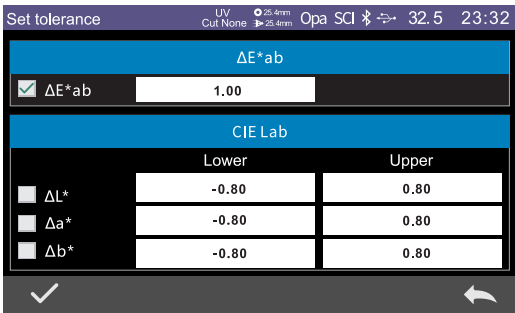 Set tolerance
UV
Cut None
25.4mm
25.4mm
Opa SCI 32.5 23:32
ΔE*ab
ΔE*ab 1.00
CIE Lab
Lower Upper
ΔL* -0.80 0.80
Δa* -0.80 0.80
Δb* -0.80 0.80